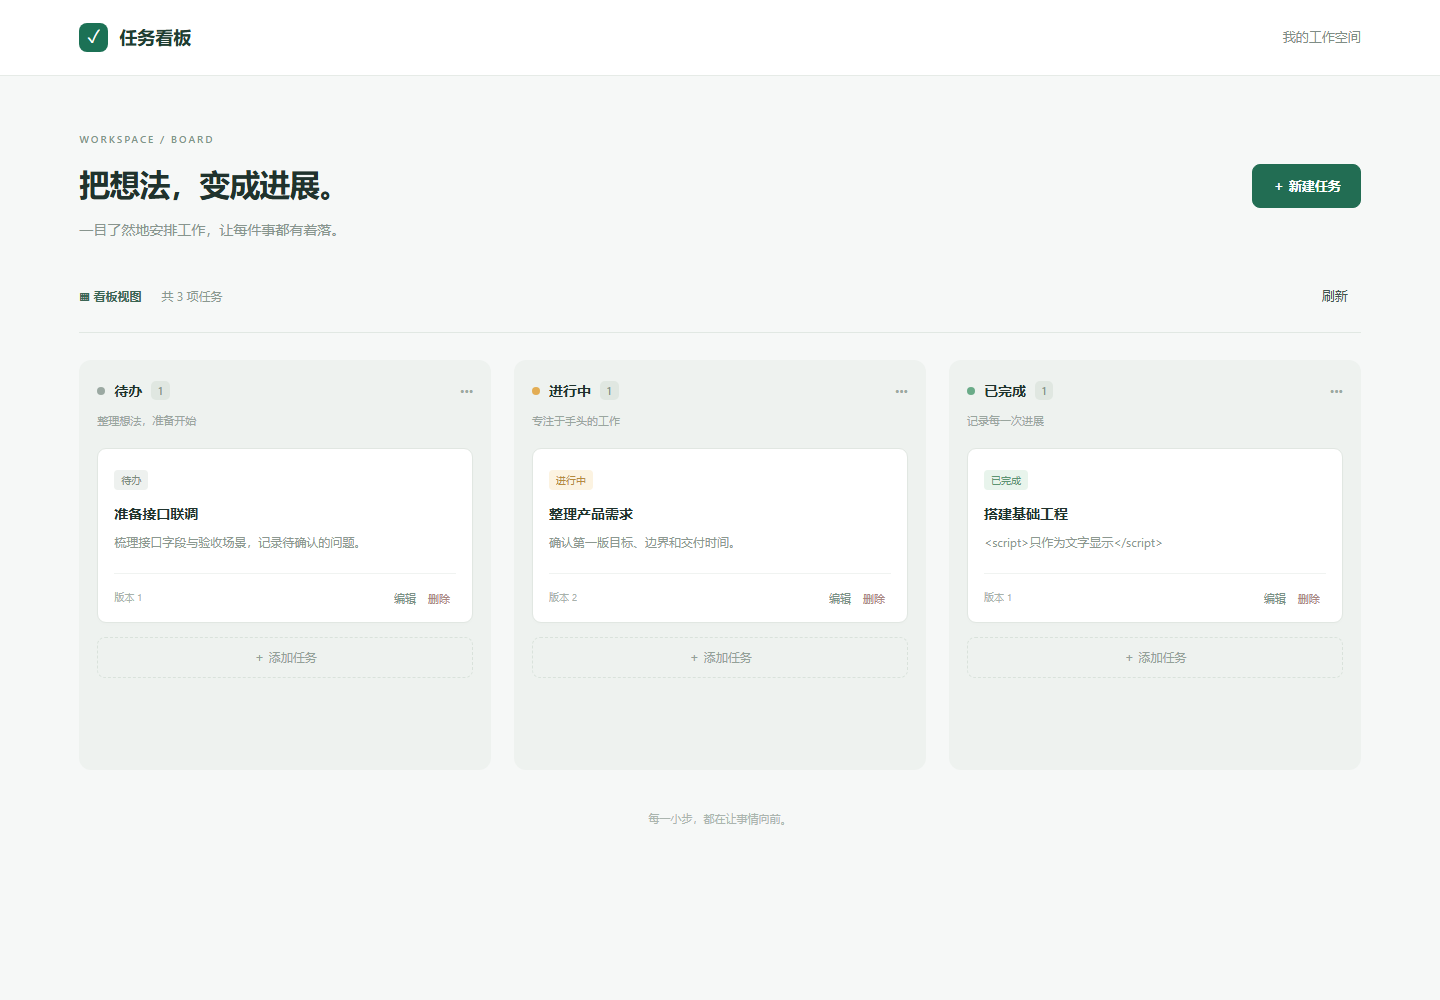 ✓ 任务看板
我的工作空间
WORKSPACE / BOARD
把想法，变成进展。
+ 新建任务
一目了然地安排工作，让每件事都有着落。
▦ 看板视图 共 3 项任务
刷新
待办 1 •••
整理想法，准备开始
待办
准备接口联调
梳理接口字段与验收场景，记录待确认的问题。
版本 1 编辑 删除
+ 添加任务
进行中 1 •••
专注于手头的工作
进行中
整理产品需求
确认第一版目标、边界和交付时间。
版本 2 编辑 删除
+ 添加任务
已完成 1 •••
记录每一次进展
已完成
搭建基础工程
<script>只作为文字显示</script>
版本 1 编辑 删除
+ 添加任务
每一小步，都在让事情向前。